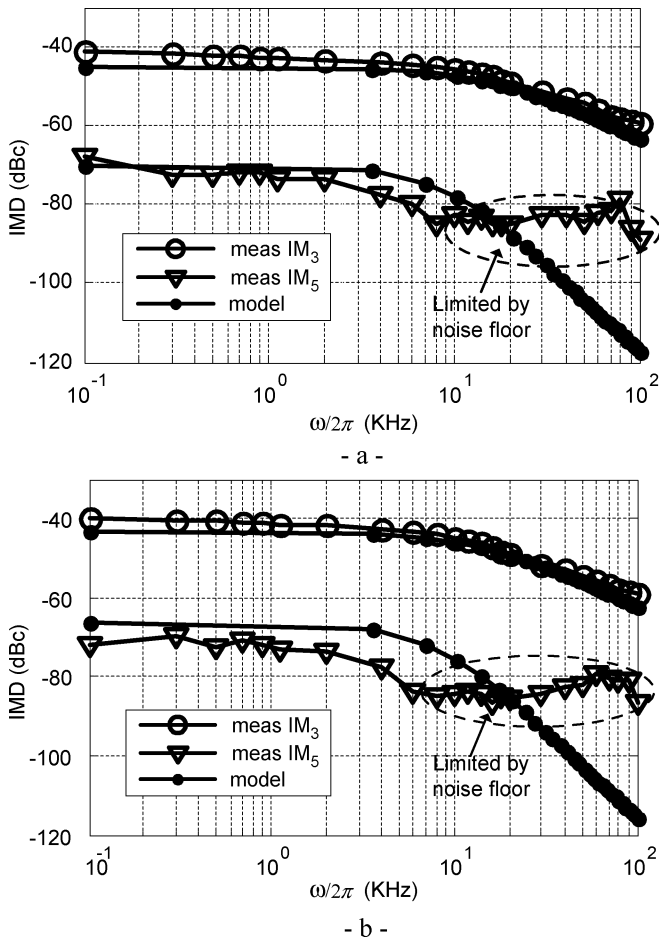 -40
-60
-80
-100
-120
IMD (dBc)
meas IM3
meas IM5
model
Limited by
noise floor
10-1
100
101
102
ω/2π (KHz)
- a -
-40
-60
-80
-100
-120
IMD (dBc)
meas IM3
meas IM5
model
Limited by
noise floor
10-1
100
101
102
ω/2π (KHz)
- b -